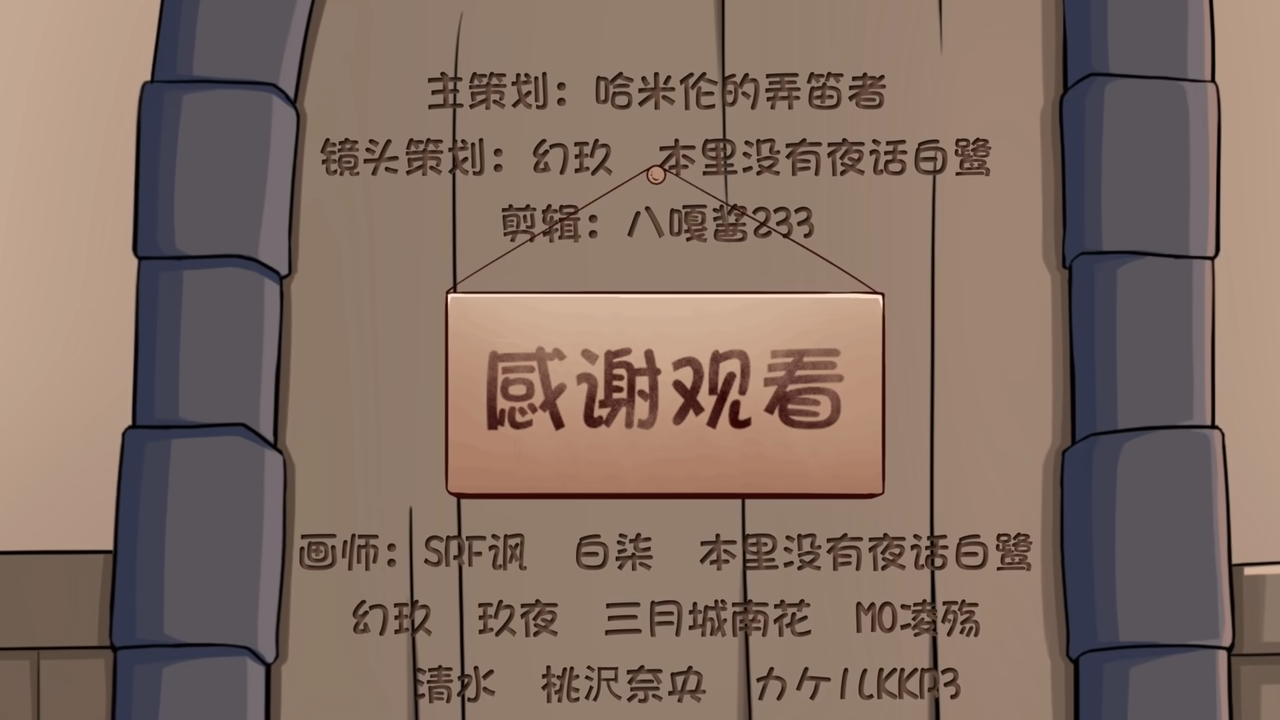 主策划：哈米伦的弄笛者
镜头策划：幻玖 本里没有夜话白鹭
剪辑：八嘎酱233
感谢观看
画师：SRF讽 白柒 本里没有夜话白鹭
幻玖 玖夜 三月城南花 MO凌殇
清水 桃沢奈央 カケルKKR3